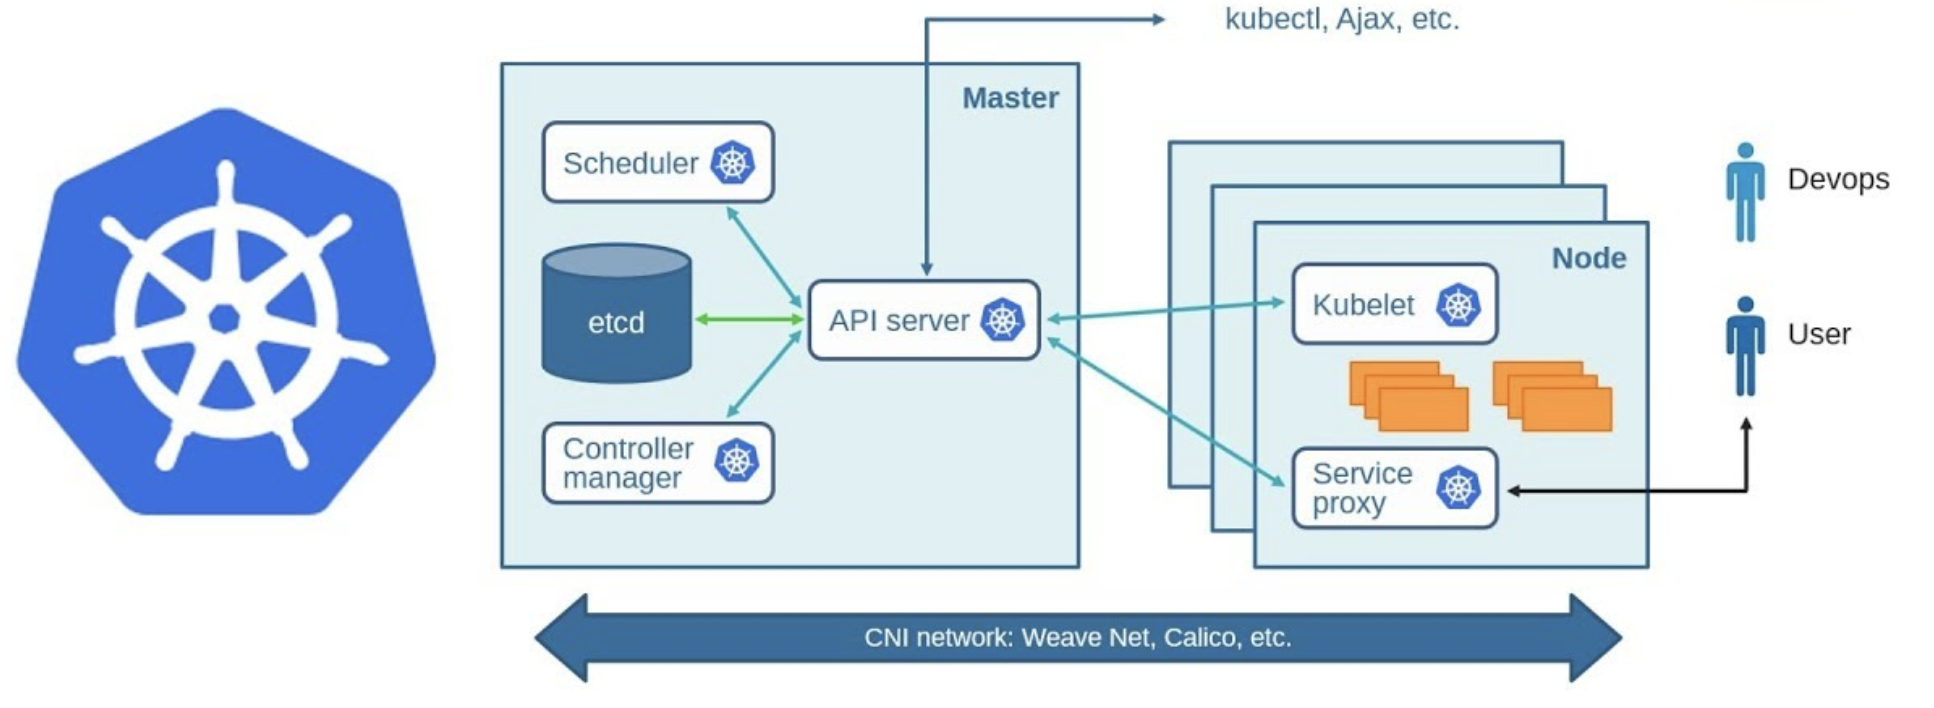 kubectl, Ajax, etc.
Master
Scheduler
etcd
API server
Controller
manager
Node
Kubelet
Service
proxy
Devops
User
CNI network: Weave Net, Calico, etc.